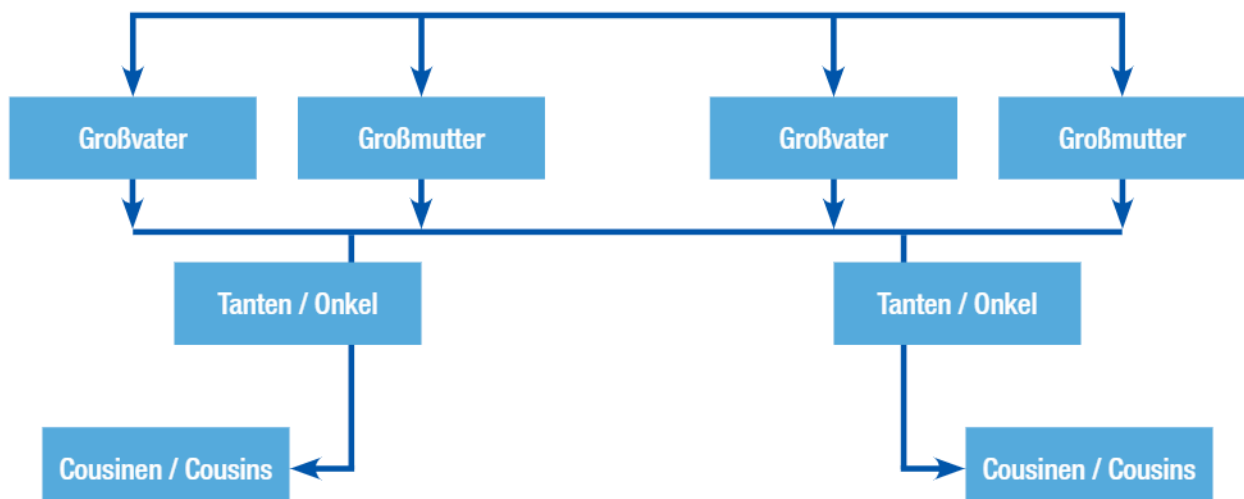 Großvater
Großmutter
Großvater
Großmutter
Tanten / Onkel
Tanten / Onkel
Cousinen / Cousins
Cousinen / Cousins